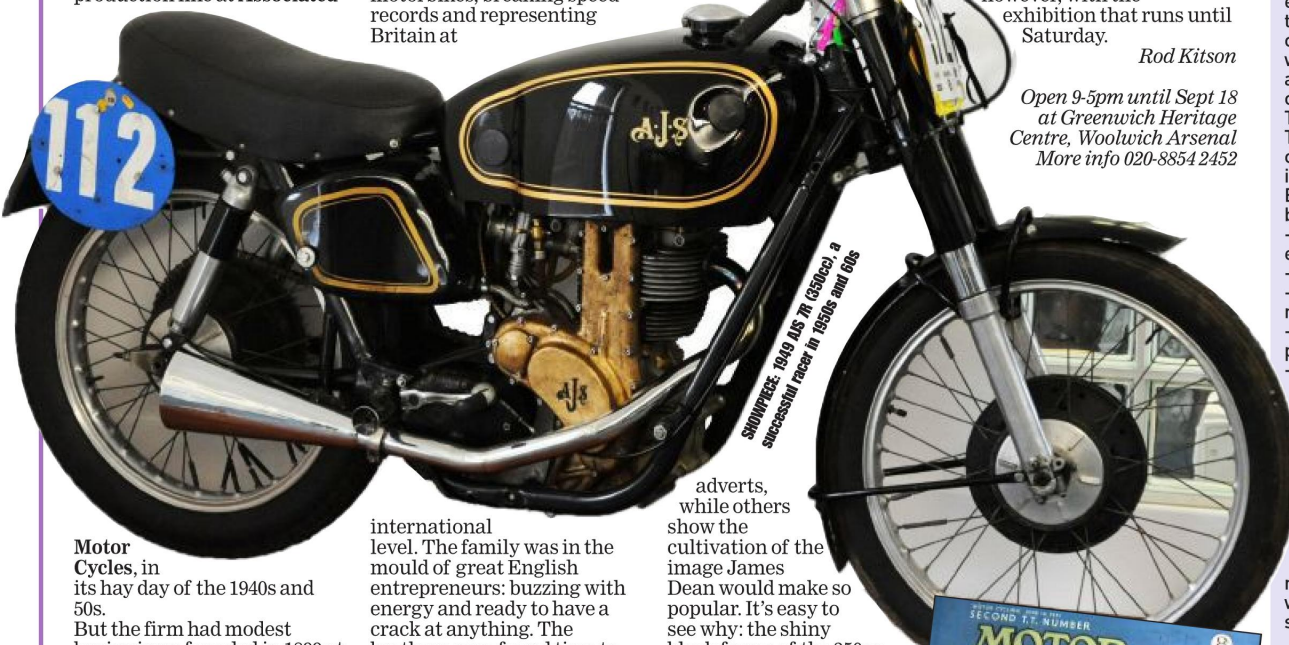 production line at Associated
Motor
Cycles, in
its hay day of the 1940s and
50s.
But the firm had modest
records and representing
Britain at
international
level. The family was in the
mould of great English
entrepreneurs: buzzing with
energy and ready to have a
crack at anything. The
adverts,
while others
show the
cultivation of the
image James
Dean would make so
popular. It's easy to
see why: the shiny
exhibition that runs until
Saturday.
Rod Kitson
Open 9-5pm until Sept 18
at Greenwich Heritage
Centre, Woolwich Arsenal
More info 020-8854 2452
SHOWPIECE: 1949 AJS 7R (350cc), a
successful racer in 1950s and 60s
112
A·J·S
AJS
SECOND T.T. NUMBER
MOTOR